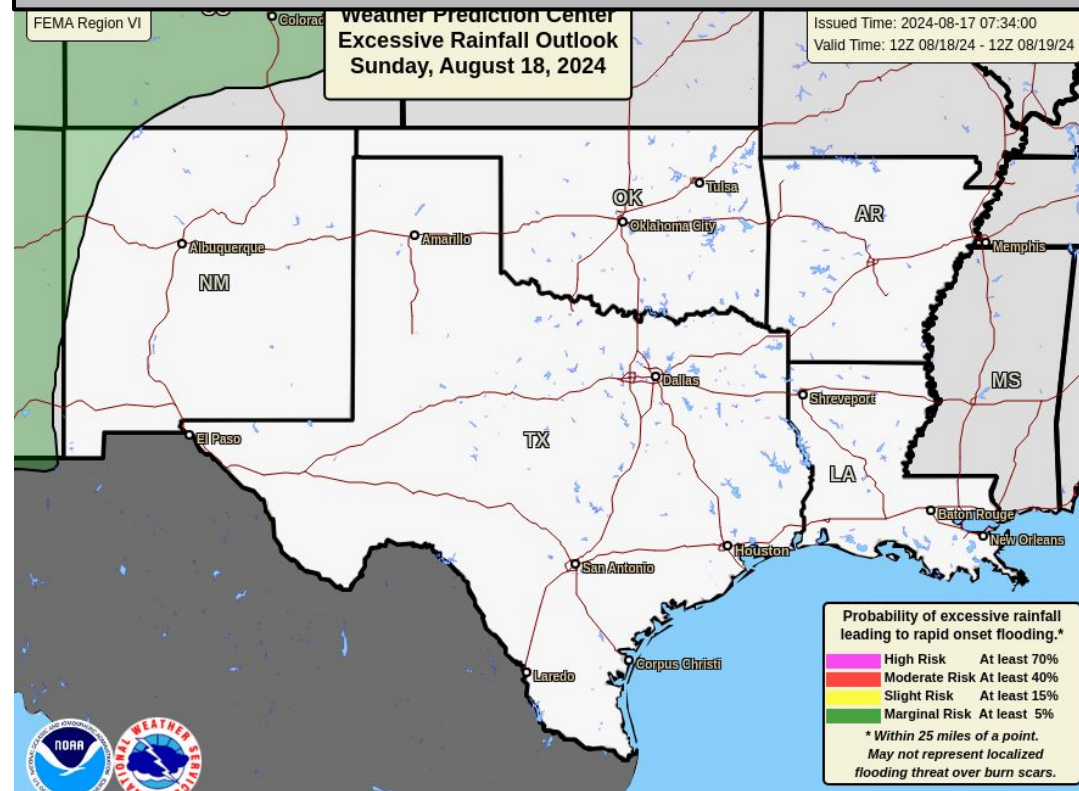 FEMA Region VI
Weather Prediction Center
Excessive Rainfall Outlook
Sunday, August 18, 2024
Issued Time: 2024-08-17 07:34:00
Valid Time: 12Z 08/18/24 - 12Z 08/19/24
CO
Colorad
OK
Tulsa
Oklahoma City
AR
Memphis
Albuquerque
Amarillo
NM
MS
Dallas
Shreveport
El Paso
TX
LA
Baton Rouge
New Orleans
Houston
San Antonio
Laredo
Corpus Christi
Probability of excessive rainfall
leading to rapid onset flooding.*
High Risk At least 70%
Moderate Risk At least 40%
Slight Risk At least 15%
Marginal Risk At least 5%
* Within 25 miles of a point.
May not represent localized
flooding threat over burn scars.
NOAA
NATIONAL WEATHER SERVICE